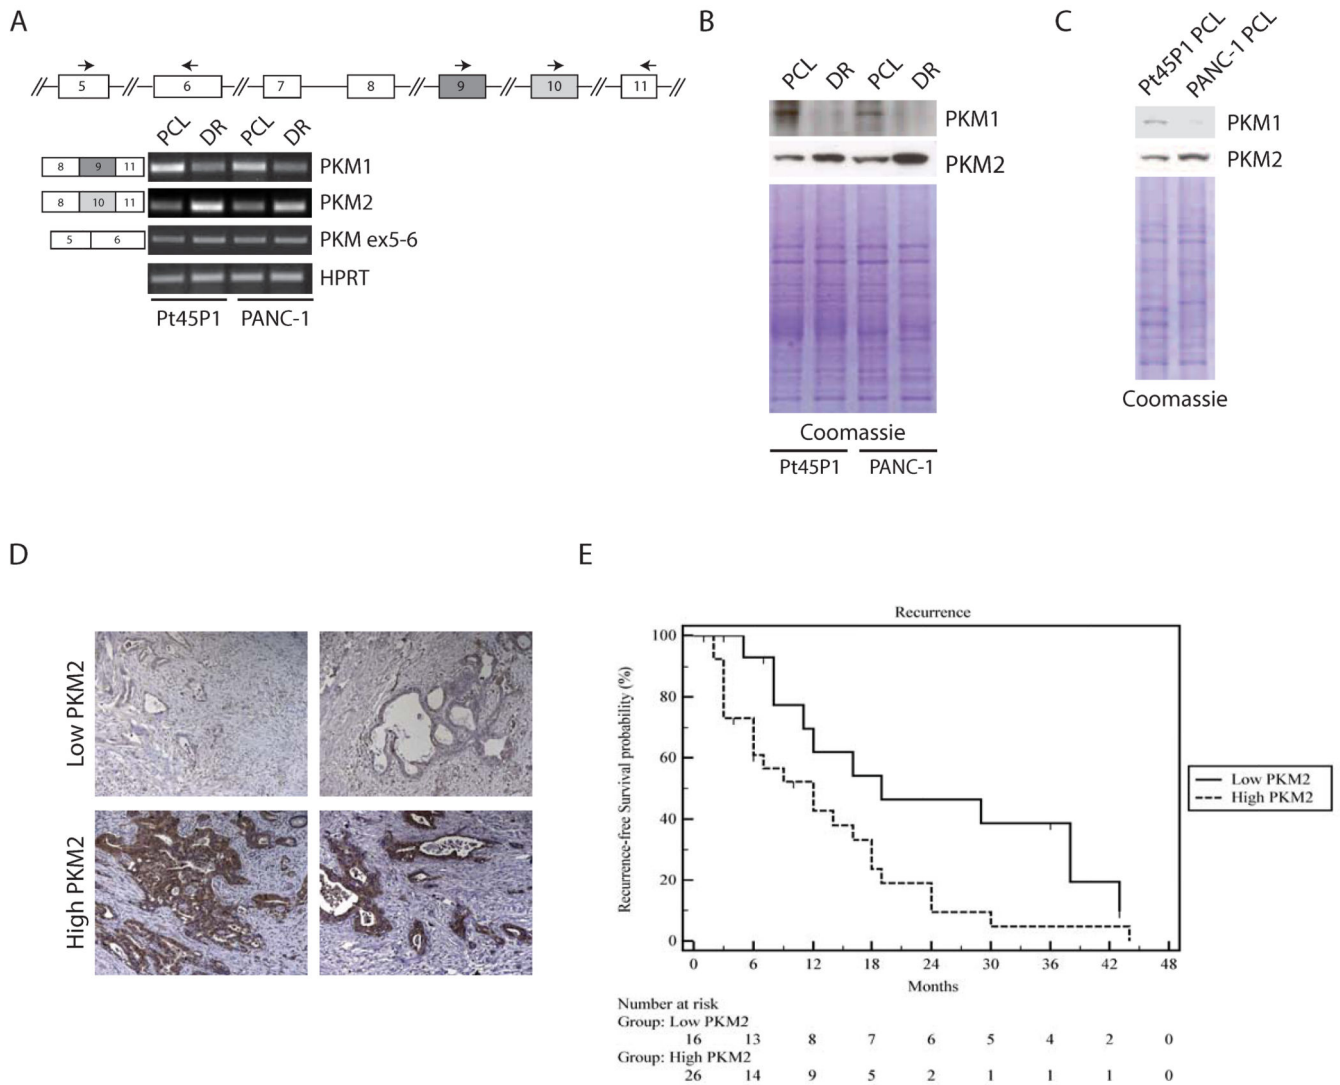 A
5 6 7 8 9 10 11
PCL DR PCL DR
8 9 11 PKM1
8 10 11 PKM2
5 6 PKM ex5-6
HPRT
Pt45P1 PANC-1
B
PCL DR PCL DR
PKM1
PKM2
Coomassie
Pt45P1 PANC-1
C
Pt45P1 PCL
PANC-1 PCL
PKM1
PKM2
Coomassie
D
Low PKM2
High PKM2
E
Recurrence
Recurrence-free Survival probability (%)
100
80
60
40
20
0
0 6 12 18 24 30 36 42 48
Months
Low PKM2
High PKM2
Number at risk
Group: Low PKM2
16 13 8 7 6 5 4 2 0
Group: High PKM2
26 14 9 5 2 1 1 1 0